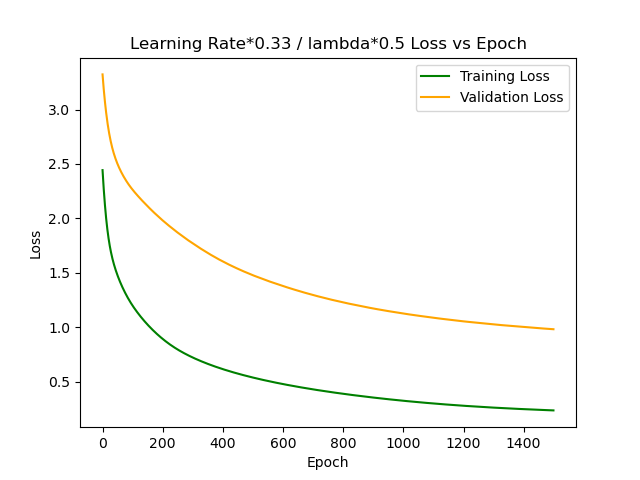 Learning Rate*0.33 / lambda*0.5 Loss vs Epoch
Training Loss
Validation Loss
Loss
3.0
2.5
2.0
1.5
1.0
0.5
0 200 400 600 800 1000 1200 1400
Epoch